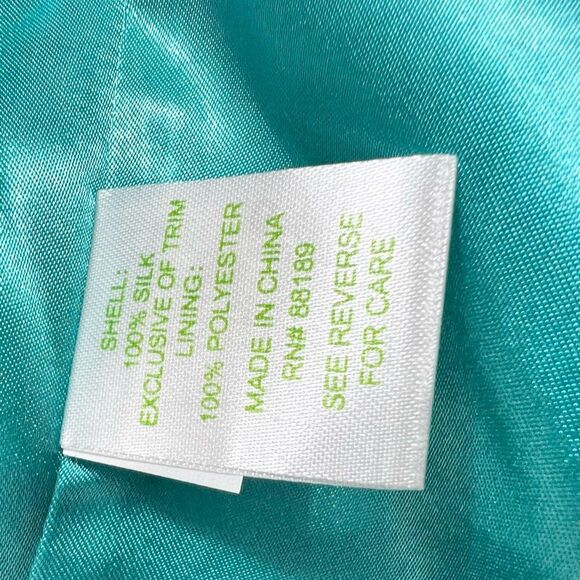 SHELL:
100% SILK
EXCLUSIVE OF TRIM
LINING:
100% POLYESTER
MADE IN CHINA
RN# 88189
SEE REVERSE
FOR CARE